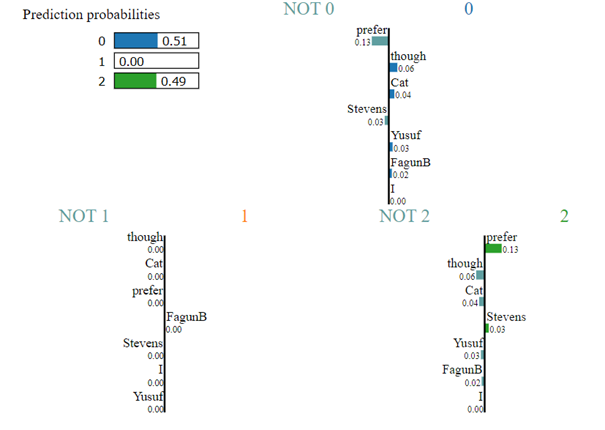 Prediction probabilities
0 0.51
1 0.00
2 0.49
NOT 0 0
prefer
0.13
though
0.06
Cat
0.04
Stevens
0.03
Yusuf
0.03
FagunB
0.02
I
0.00
NOT 1 1
though
0.00
Cat
0.00
prefer
0.00
FagunB
0.00
Stevens
0.00
I
0.00
Yusuf
0.00
NOT 2 2
prefer
0.13
though
0.06
Cat
0.04
Stevens
0.03
Yusuf
0.03
FagunB
0.02
I
0.00